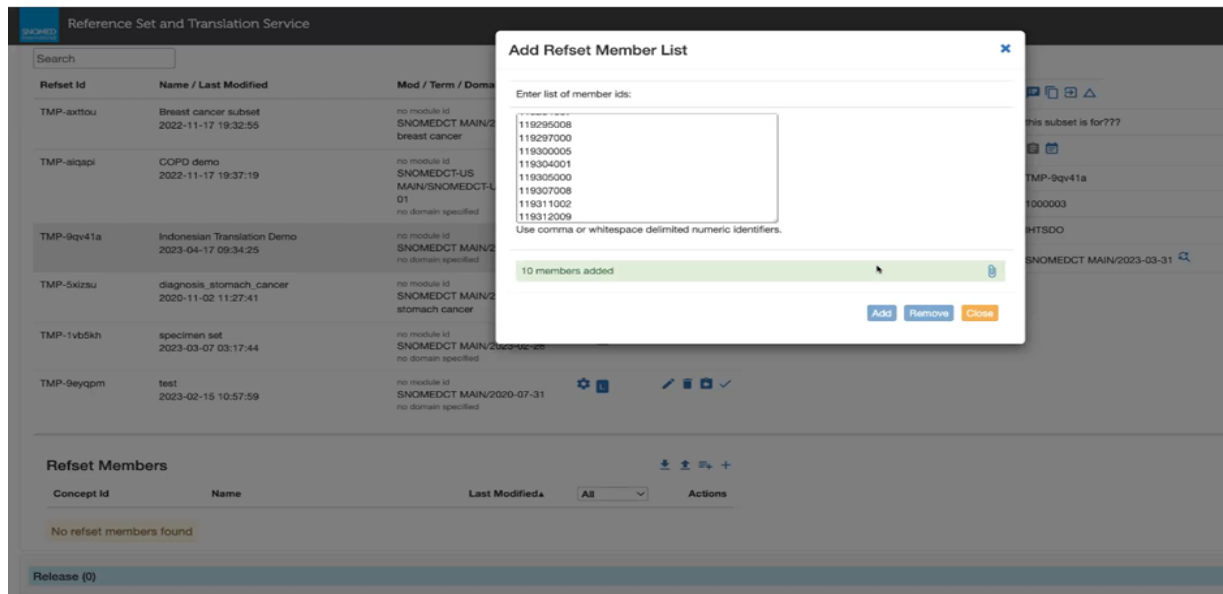 SNOMED
Reference Set and Translation Service
Search
Refset Id
Name / Last Modified
Mod / Term / Doma
TMP-axttou
Breast cancer subset
2022-11-17 19:32:55
no module id
SNOMEDCT MAIN/2
breast cancer
TMP-aiqapi
COPD demo
2022-11-17 19:37:19
no module id
SNOMEDCT-US
MAIN/SNOMEDCT-U
01
no domain specified
TMP-9qv41a
Indonesian Translation Demo
2023-04-17 09:34:25
no module id
SNOMEDCT MAIN/2
no domain specified
TMP-5xizsu
diagnosis_stomach_cancer
2020-11-02 11:27:41
no module id
SNOMEDCT MAIN/2
stomach cancer
TMP-1vb5kh
specimen set
2023-03-07 03:17:44
no module id
SNOMEDCT MAIN/2023-02-28
no domain specified
TMP-9eyqpm
test
2023-02-15 10:57:59
no module id
SNOMEDCT MAIN/2020-07-31
no domain specified
Add Refset Member List
Enter list of member ids:
119295008
119297000
119300005
119304001
119305000
119307008
119311002
119312009
Use comma or whitespace delimited numeric identifiers.
10 members added
Add Remove Close
this subset is for???
TMP-9qv41a
1000003
IHTSDO
SNOMEDCT MAIN/2023-03-31
Refset Members
Concept Id
Name
Last Modified
All
Actions
No refset members found
Release (0)